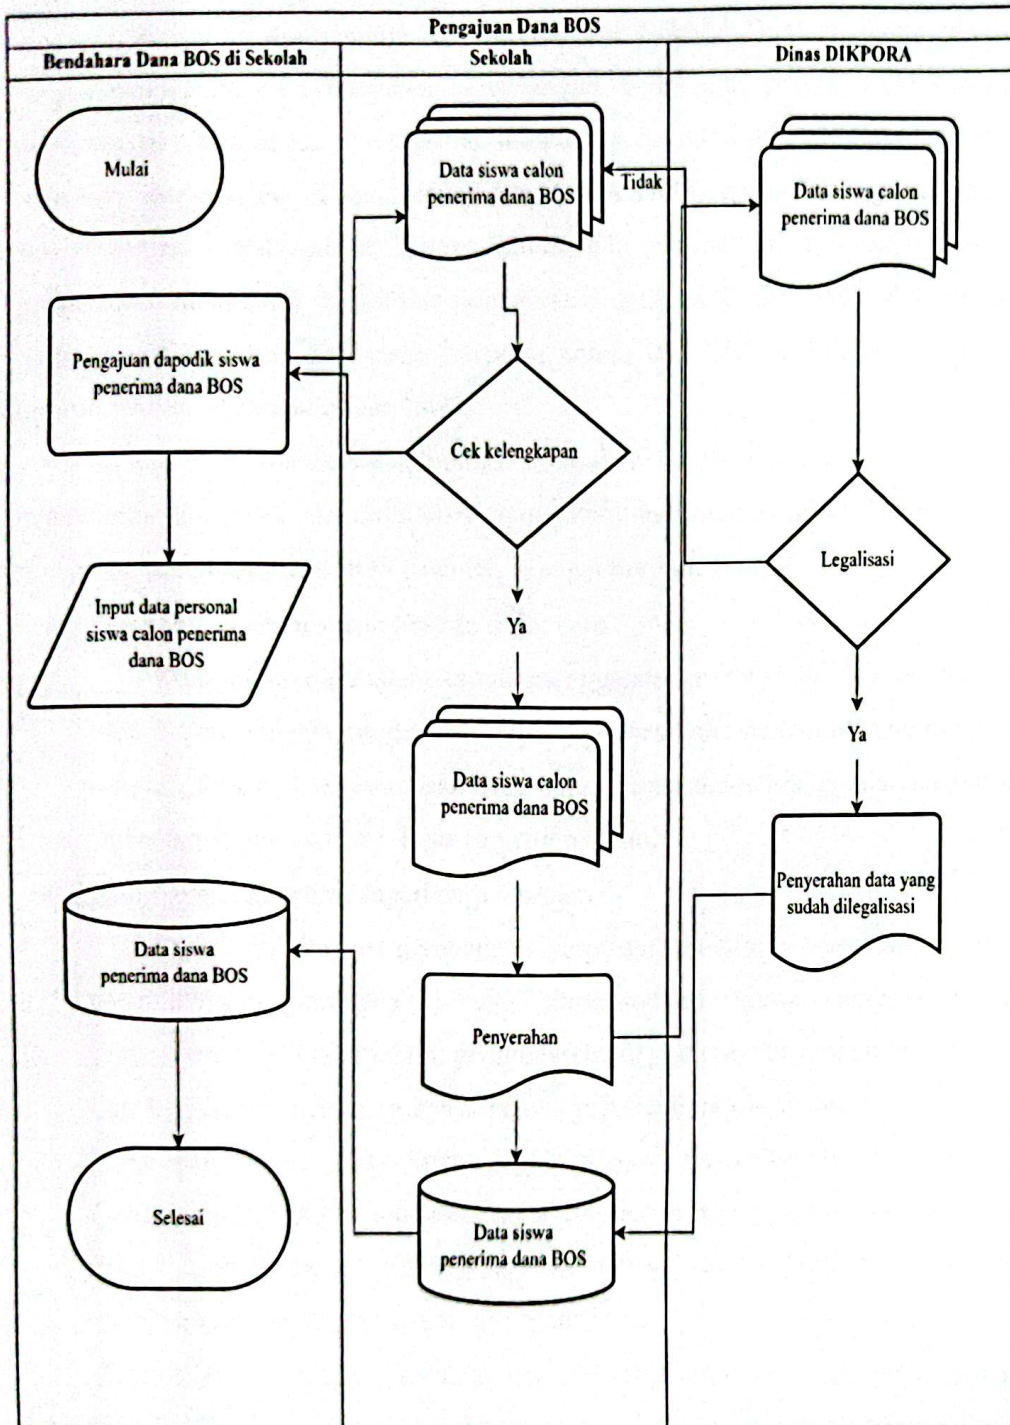 Pengajuan Dana BOS
Bendahara Dana BOS di Sekolah
Sekolah
Dinas DIKPORA
Mulai
Data siswa calon
penerima dana BOS
Tidak
Data siswa calon
penerima dana BOS
Pengajuan dapodik siswa
penerima dana BOS
Cek kelengkapan
Legalisasi
Input data personal
siswa calon penerima
dana BOS
Ya
Ya
Data siswa calon
penerima dana BOS
Penyerahan data yang
sudah dilegalisasi
Data siswa
penerima dana BOS
Penyerahan
Selesai
Data siswa
penerima dana BOS